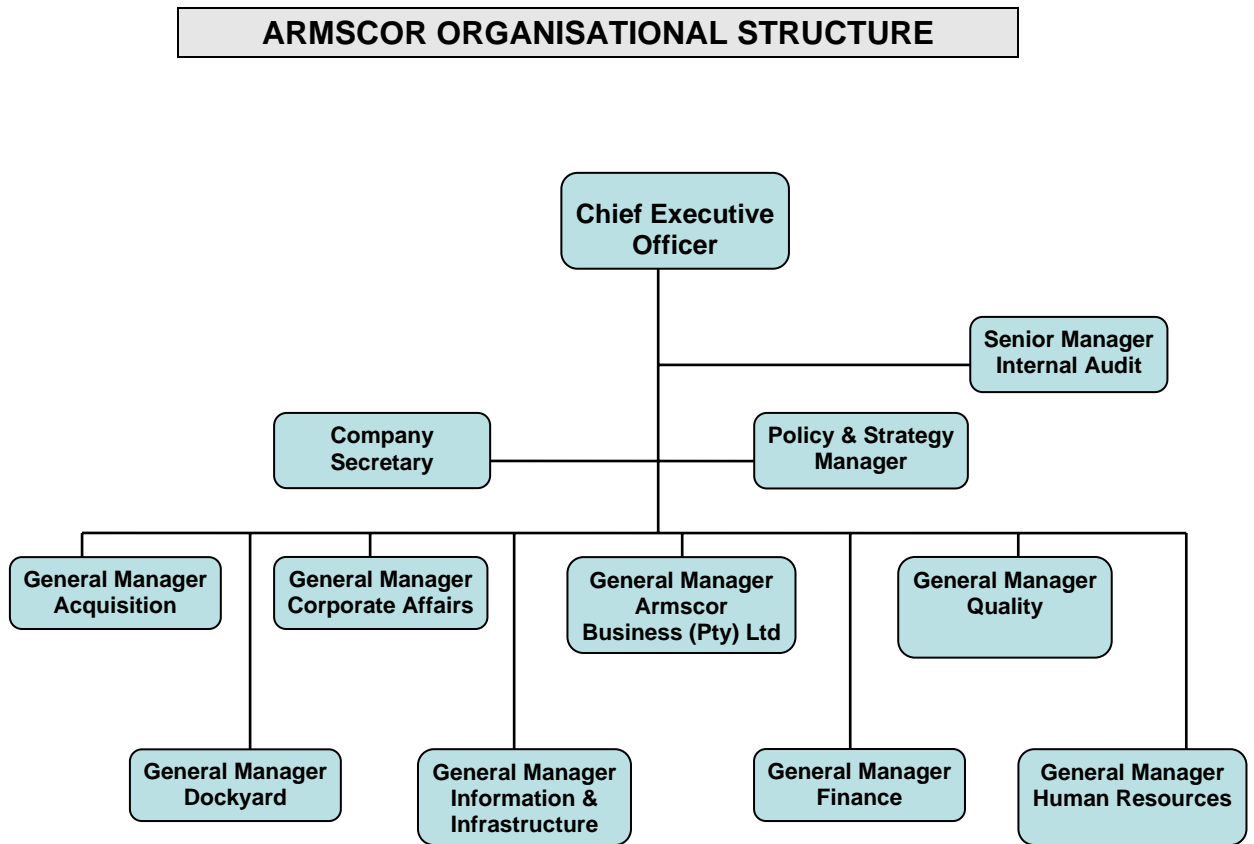 ARMSCOR ORGANISATIONAL STRUCTURE
Chief Executive
Officer
Senior Manager
Internal Audit
Company
Secretary
Policy & Strategy
Manager
General Manager
Acquisition
General Manager
Corporate Affairs
General Manager
Armscor
Business (Pty) Ltd
General Manager
Quality
General Manager
Dockyard
General Manager
Information &
Infrastructure
General Manager
Finance
General Manager
Human Resources